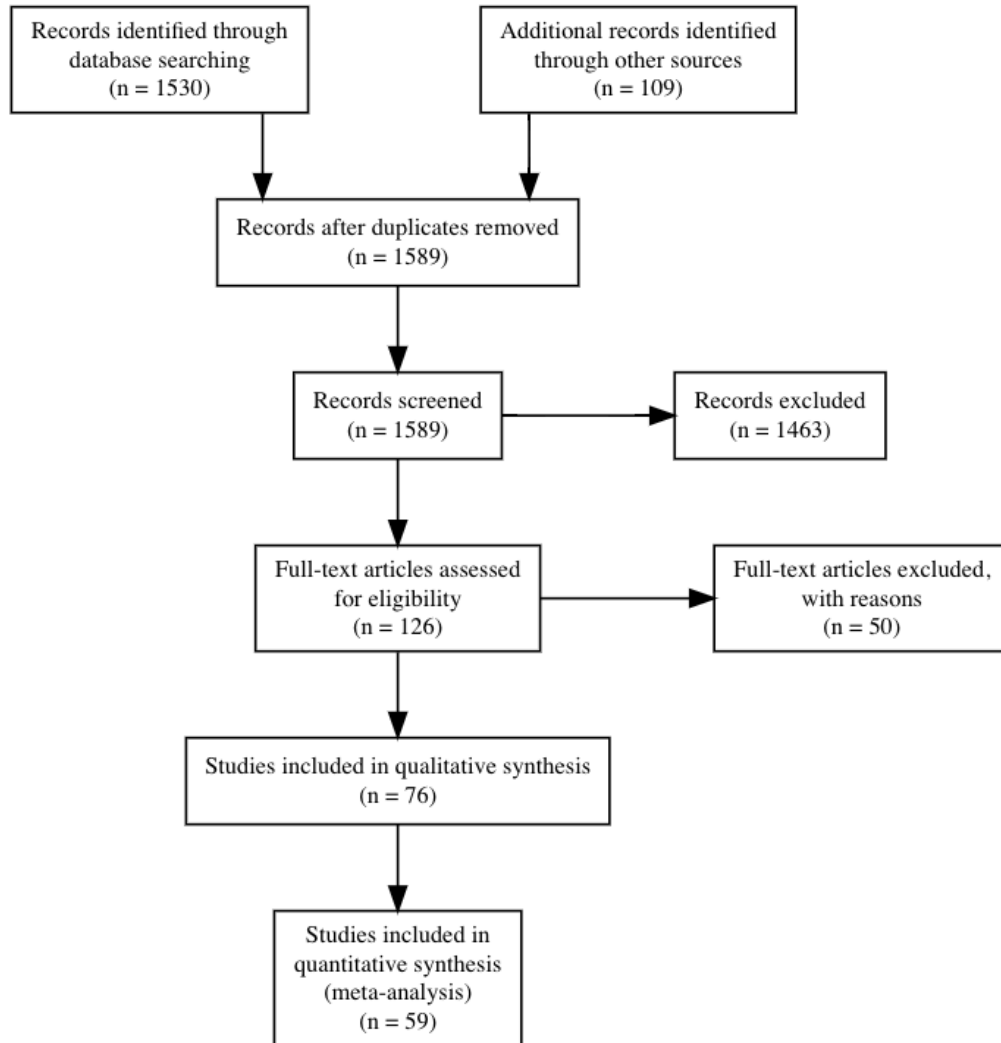 Records identified through
database searching
(n = 1530)
Additional records identified
through other sources
(n = 109)
Records after duplicates removed
(n = 1589)
Records screened
(n = 1589)
Records excluded
(n = 1463)
Full-text articles assessed
for eligibility
(n = 126)
Full-text articles excluded,
with reasons
(n = 50)
Studies included in qualitative synthesis
(n = 76)
Studies included in
quantitative synthesis
(meta-analysis)
(n = 59)